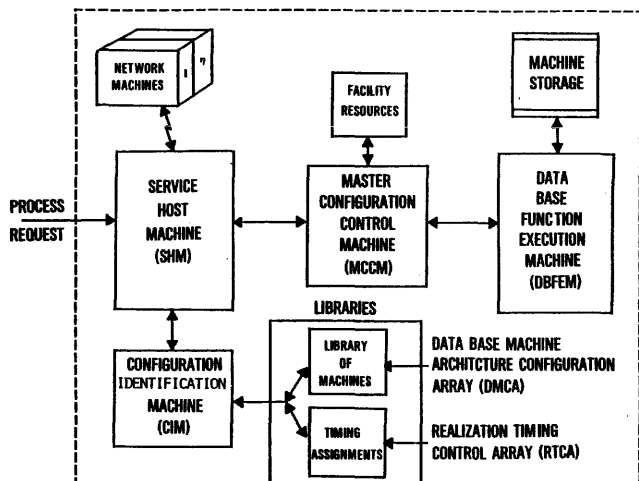 NETWORK
MACHINES
MACHINE
STORAGE
FACILITY
RESOURCES
PROCESS
REQUEST
SERVICE
HOST
MACHINE
(SHM)
MASTER
CONFIGURATION
CONTROL
MACHINE
(MCCM)
DATA
BASE
FUNCTION
EXECUTION
MACHINE
(DBFEM)
LIBRARIES
CONFIGURATION
IDENTIFICATION
MACHINE
(CIM)
LIBRARY
OF
MACHINES
DATA BASE MACHINE
ARCHITCTURE CONFIGURATION
ARRAY (DMCA)
TIMING
ASSIGNMENTS
REALIZATION TIMING
CONTROL ARRAY (RTCA)